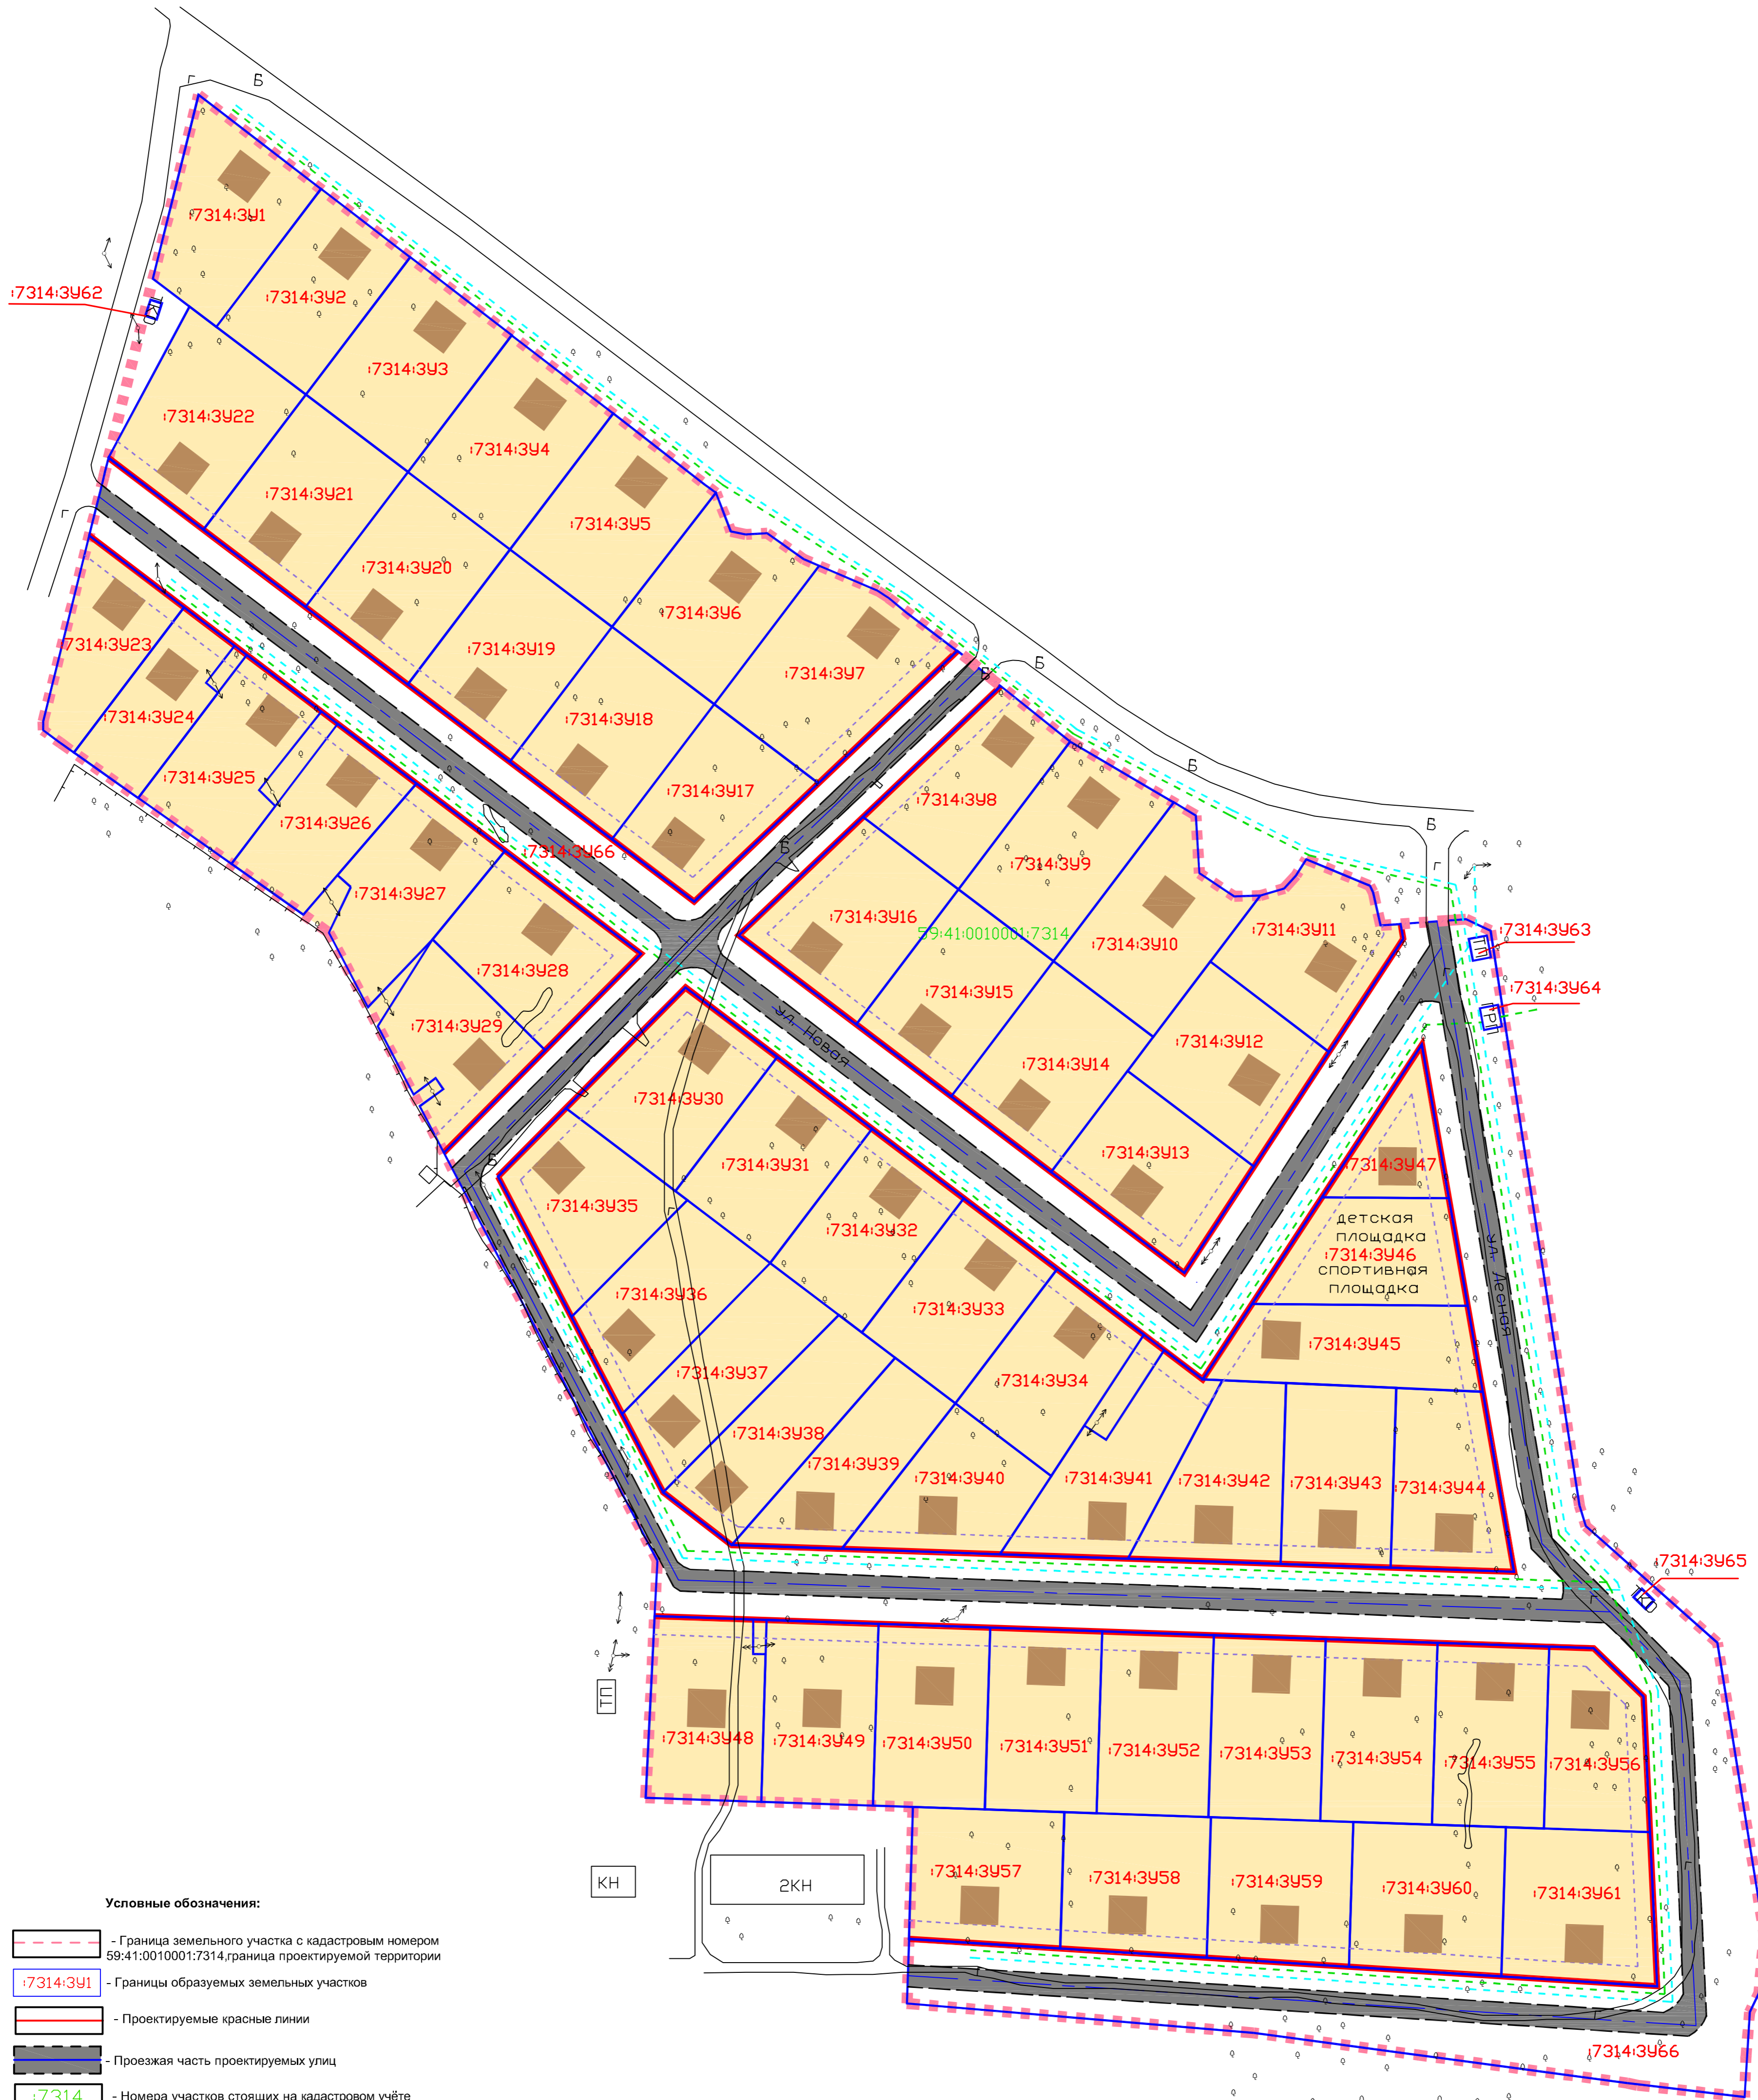 Г
Б
:7314:ЗУ1
:7314:ЗУ62
КО
:7314:ЗУ2
:7314:ЗУ3
:7314:ЗУ22
:7314:ЗУ4
:7314:ЗУ21
Г
:7314:ЗУ5
:7314:ЗУ20
:7314:ЗУ6
:7314:ЗУ23
:7314:ЗУ19
:7314:ЗУ7
Б
Б
:7314:ЗУ24
:7314:ЗУ18
:7314:ЗУ25
:7314:ЗУ17
Б
:7314:ЗУ8
:7314:ЗУ26
Б
Б
:7314:ЗУ66
:7314:ЗУ9
Г
:7314:ЗУ27
:7314:ЗУ16
59:41:0010001:7314
:7314:ЗУ10
:7314:ЗУ11
:7314:ЗУ63
ТП
:7314:ЗУ28
:7314:ЗУ15
Г
:7314:ЗУ64
ГРП
:7314:ЗУ29
ул. Новая
:7314:ЗУ12
:7314:ЗУ14
:7314:ЗУ30
:7314:ЗУ13
Б
:7314:ЗУ31
:7314:ЗУ47
:7314:ЗУ35
Г
:7314:ЗУ32
детская
площадка
:7314:ЗУ46
спортивная
площадка
ул. Лесная
:7314:ЗУ36
:7314:ЗУ33
:7314:ЗУ45
:7314:ЗУ37
:7314:ЗУ34
:7314:ЗУ38
:7314:ЗУ39
:7314:ЗУ40
:7314:ЗУ41
:7314:ЗУ42
:7314:ЗУ43
:7314:ЗУ44
:7314:ЗУ65
КО
Г
ТП
:7314:ЗУ48
:7314:ЗУ49
:7314:ЗУ50
:7314:ЗУ51
:7314:ЗУ52
:7314:ЗУ53
:7314:ЗУ54
:7314:ЗУ55
:7314:ЗУ56
Г
КН
2КН
:7314:ЗУ57
:7314:ЗУ58
:7314:ЗУ59
:7314:ЗУ60
:7314:ЗУ61
Г
Г
:7314:ЗУ66
Условные обозначения:
- Граница земельного участка с кадастровым номером
59:41:0010001:7314,граница проектируемой территории
:7314:ЗУ1 - Границы образуемых земельных участков
- Проектируемые красные линии
- Проезжая часть проектируемых улиц
:7314 - Номера участков стоящих на кадастровом учёте